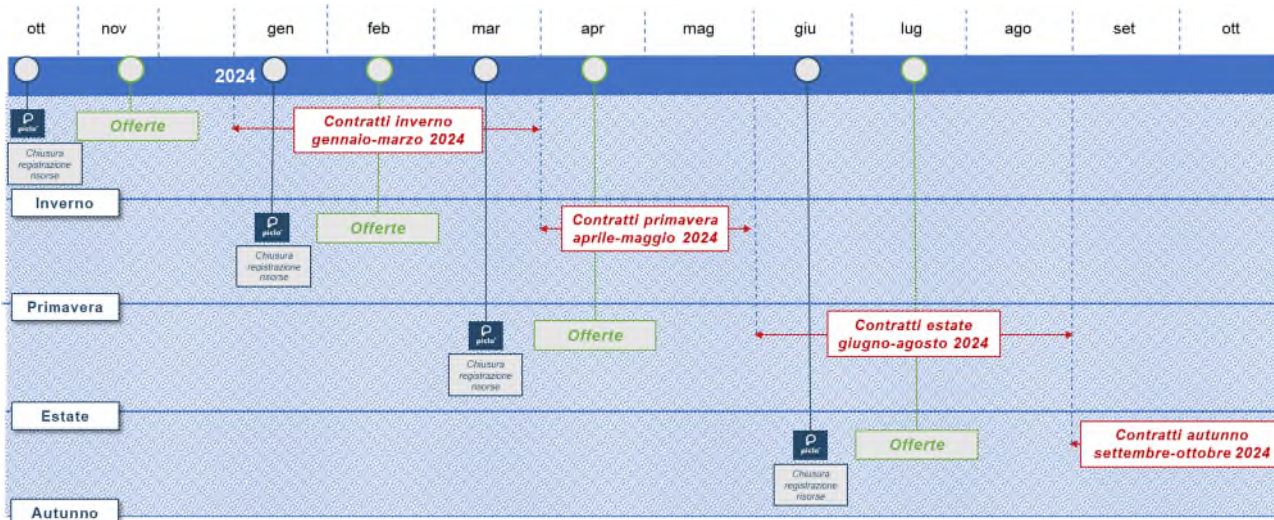 ott nov gen feb mar apr mag giu lug ago set ott
2024
piclo
Offerte
Contratti inverno
gennaio-marzo 2024
Chiusura
registrazione
risorse
Inverno
piclo
Offerte
Contratti primavera
aprile-maggio 2024
Chiusura
registrazione
risorse
Primavera
piclo
Offerte
Contratti estate
giugno-agosto 2024
Chiusura
registrazione
risorse
Estate
piclo
Offerte
Contratti autunno
settembre-ottobre 2024
Chiusura
registrazione
risorse
Autunno